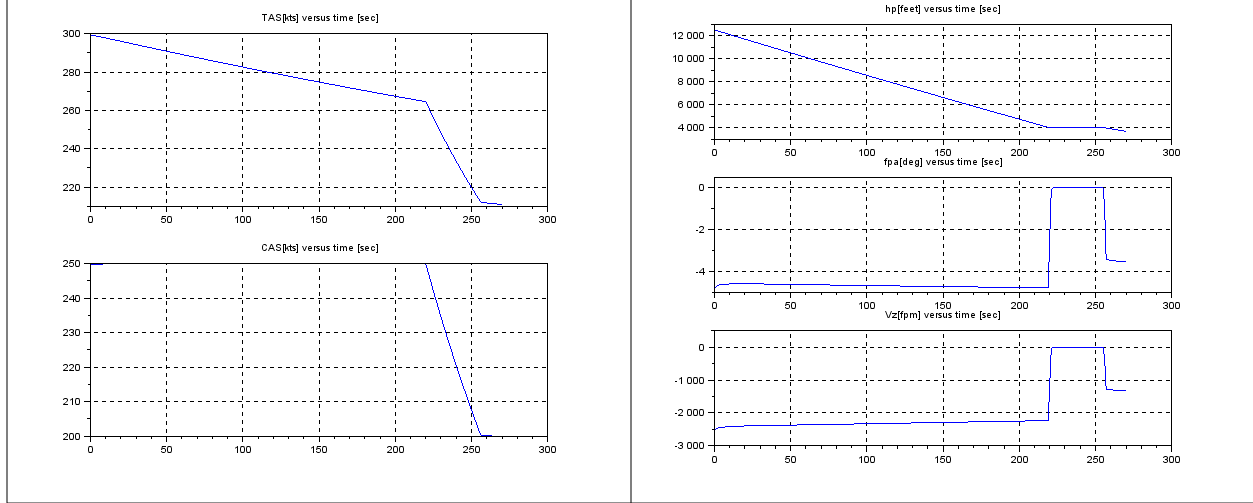 TAS[kts] versus time [sec]
300
280
260
240
220
0 50 100 150 200 250 300
CAS[kts] versus time [sec]
250
240
230
220
210
200
0 50 100 150 200 250 300
hp[feet] versus time [sec]
12 000
10 000
8 000
6 000
4 000
0 50 100 150 200 250 300
fpa[deg] versus time [sec]
0
-2
-4
0 50 100 150 200 250 300
Vz[fpm] versus time [sec]
0
-1 000
-2 000
-3 000
0 50 100 150 200 250 300